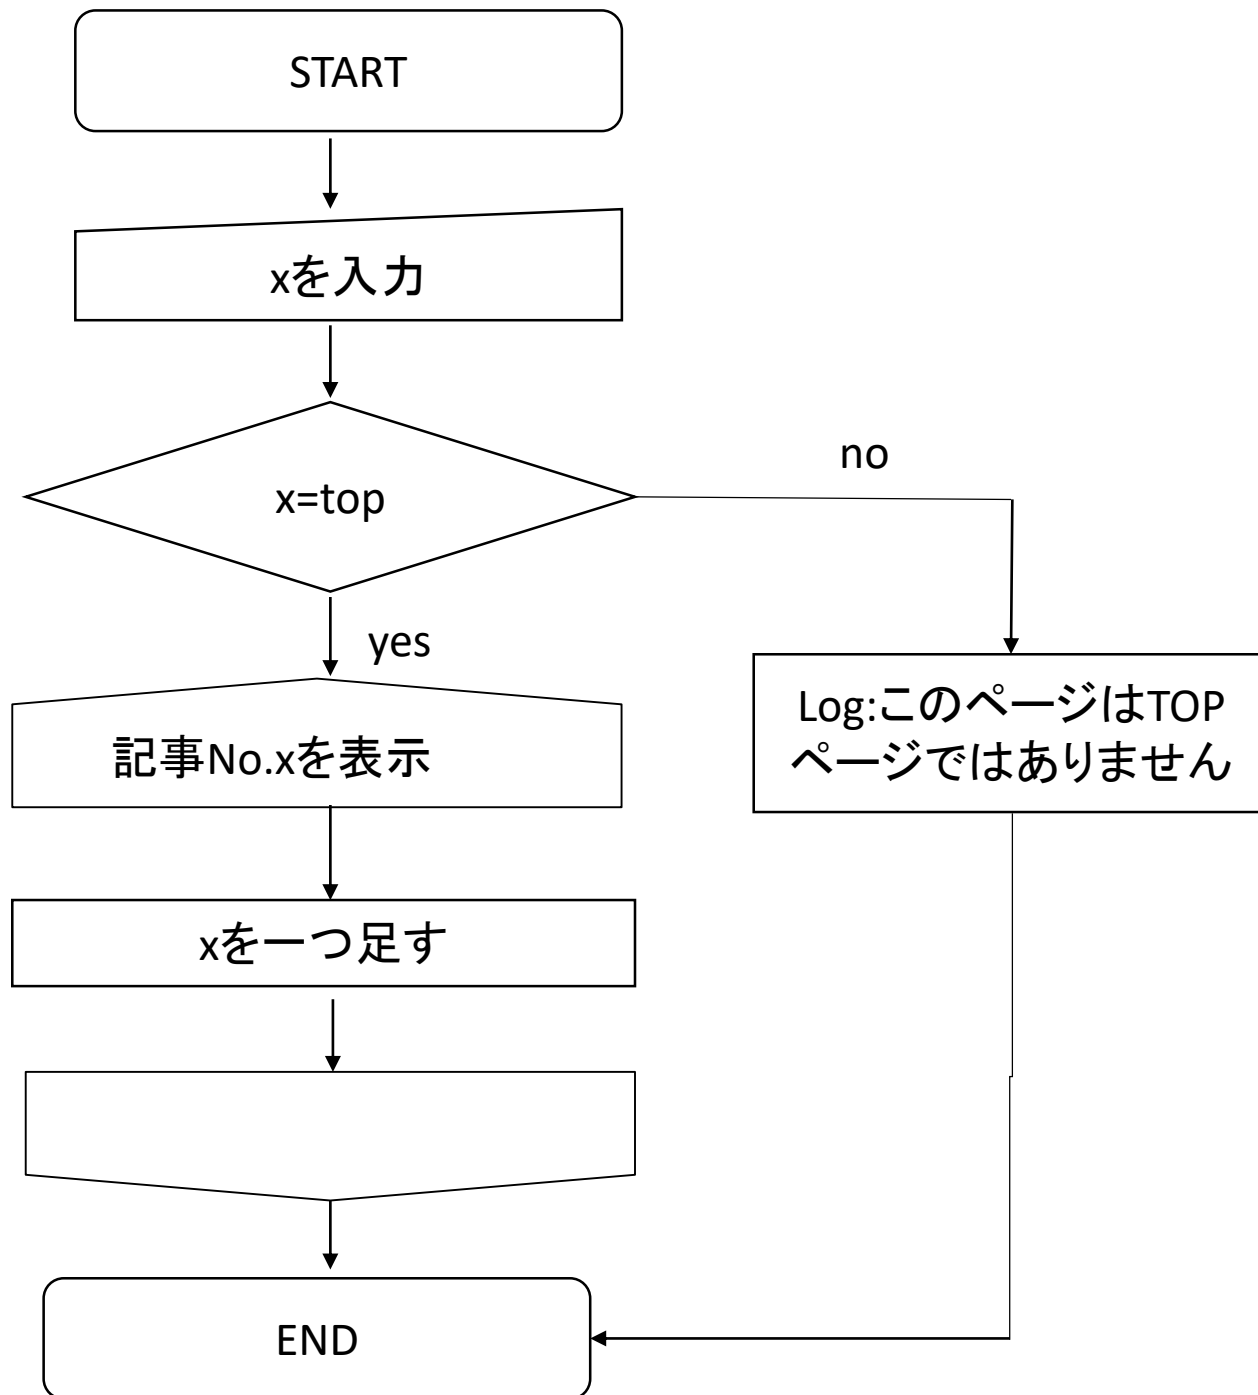 START
xを入力
x=top
no
yes
記事No.xを表示
Log:このページはTOP
ページではありません
xを一つ足す
END